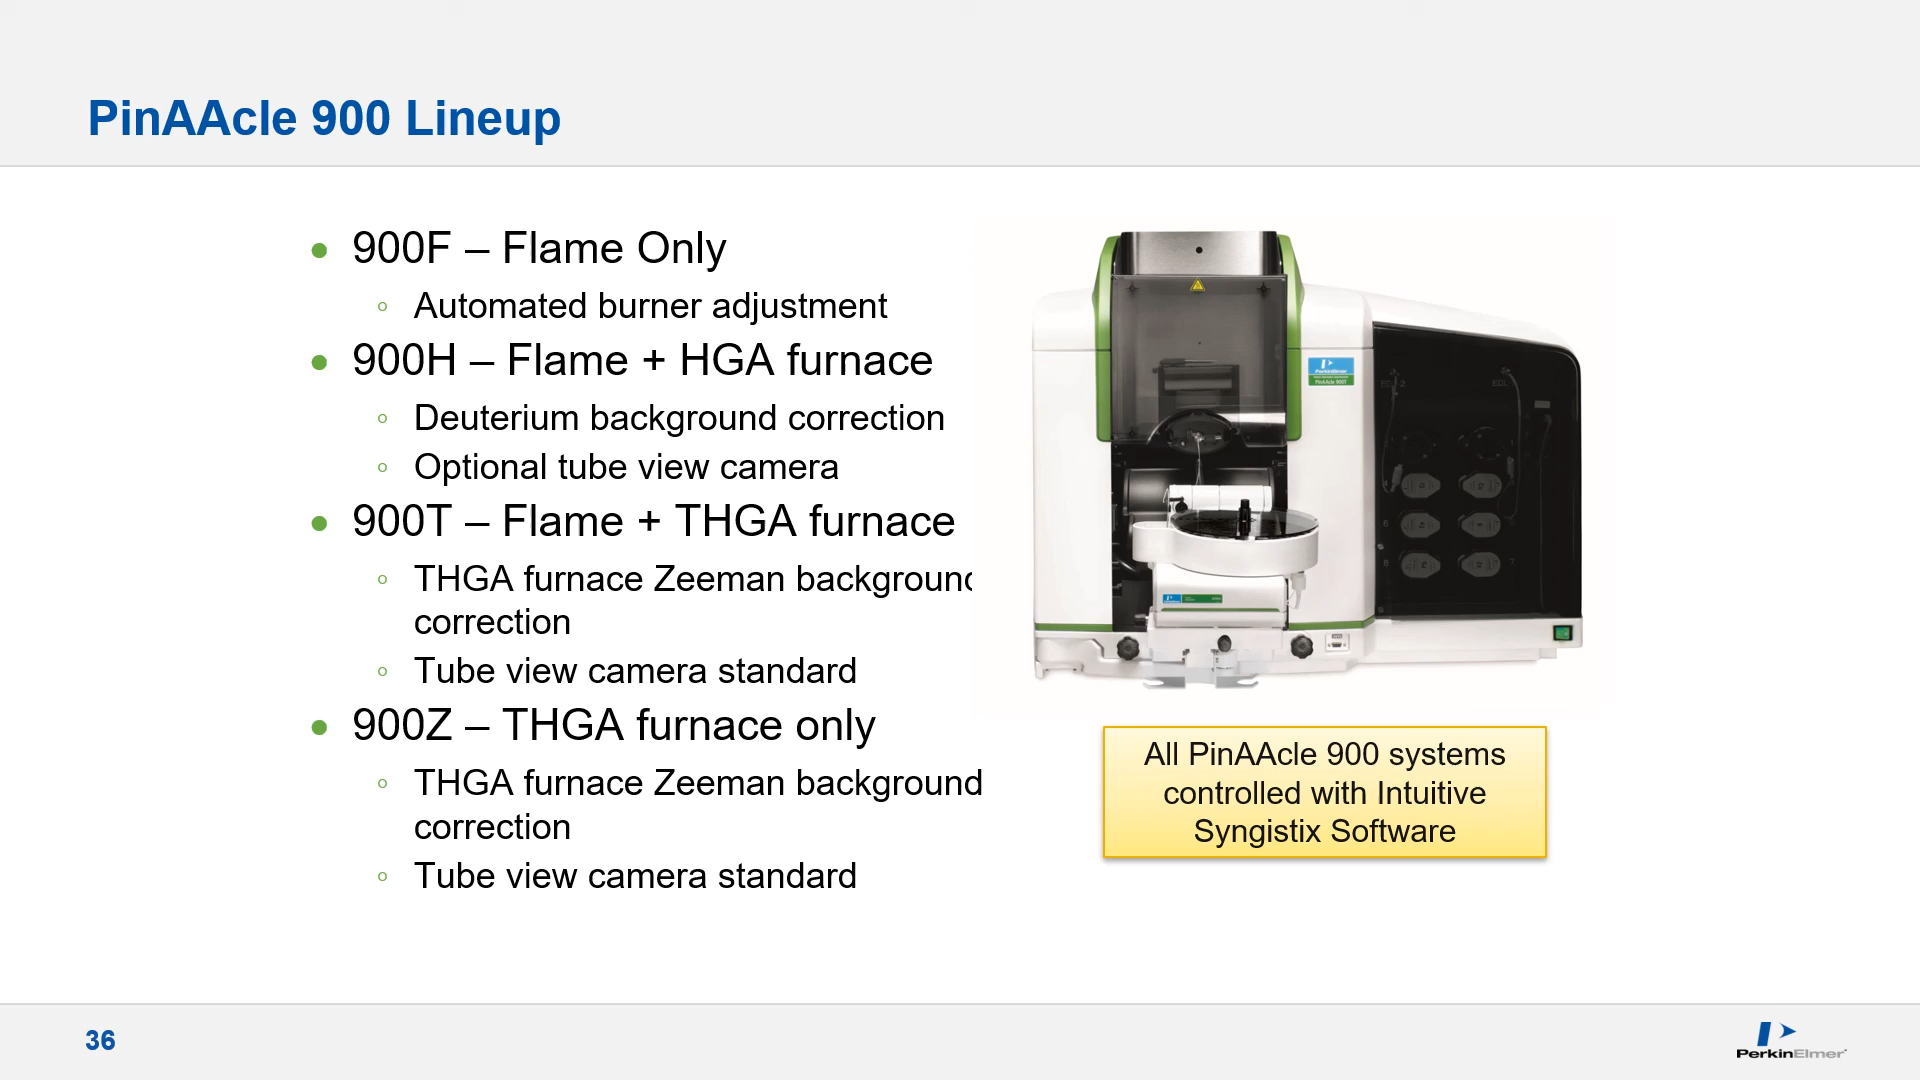 PinAAcle 900 Lineup
900F – Flame Only
Automated burner adjustment
900H – Flame + HGA furnace
Deuterium background correction
Optional tube view camera
900T – Flame + THGA furnace
THGA furnace Zeeman background
correction
Tube view camera standard
900Z – THGA furnace only
THGA furnace Zeeman background
correction
Tube view camera standard
PerkinElmer
PinAAcle 900T
All PinAAcle 900 systems
controlled with Intuitive
Syngistix Software
36
PerkinElmer